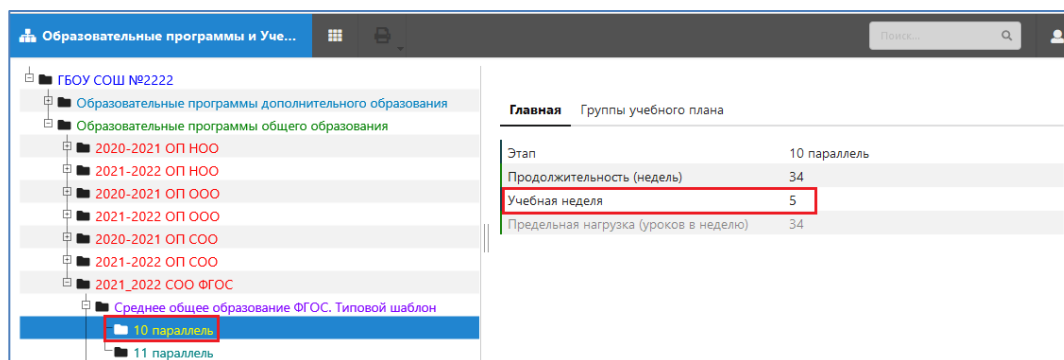 Образовательные программы и Уче...
Поиск...
ГБОУ СОШ №2222
Образовательные программы дополнительного образования
Образовательные программы общего образования
2020-2021 ОП НОО
2021-2022 ОП НОО
2020-2021 ОП ООО
2021-2022 ОП ООО
2020-2021 ОП СОО
2021-2022 ОП СОО
2021_2022 СОО ФГОС
Среднее общее образование ФГОС. Типовой шаблон
10 параллель
11 параллель
Главная Группы учебного плана
Этап 10 параллель
Продолжительность (недель) 34
Учебная неделя 5
Предельная нагрузка (уроков в неделю) 34